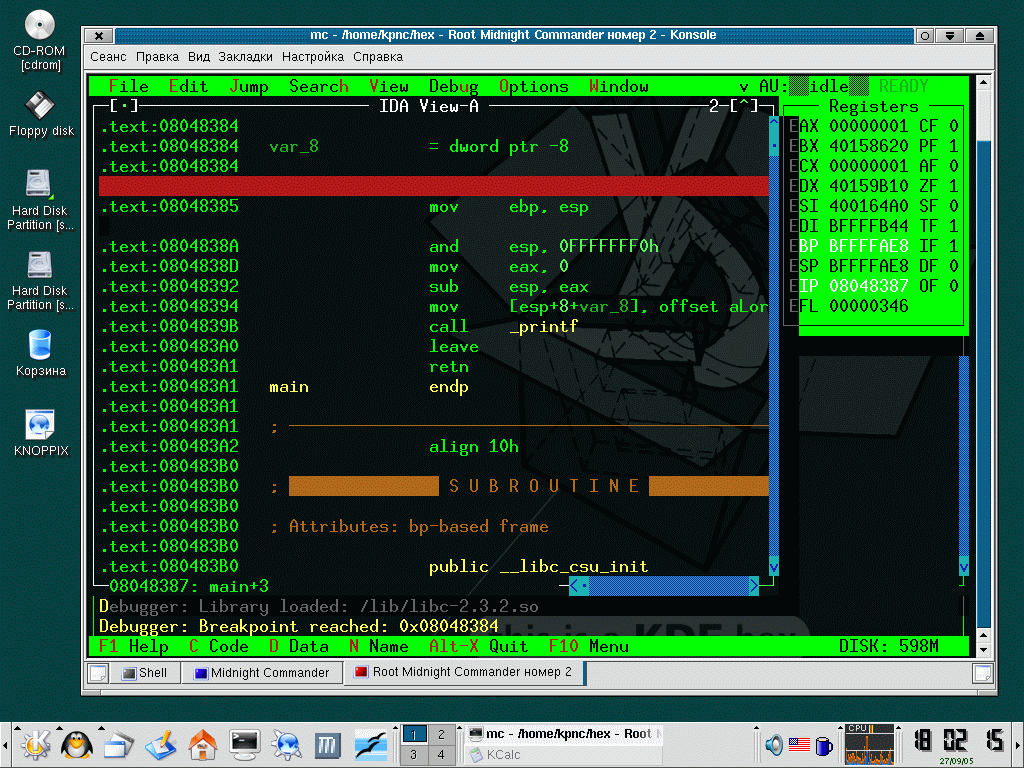 CD-ROM
[cdrom]
Floppy disk
Hard Disk
Partition [s...
Hard Disk
Partition [s...
Корзина
KNOPPIX
mc - /home/kpnc/hex - Root Midnight Commander номер 2 - Konsole
Сеанс Правка Вид Закладки Настройка Справка
File Edit Jump Search View Debug Options Window v AU: idle READY
[·] IDA View-A 2-[^]
.text:08048384
.text:08048384 var_8 = dword ptr -8
.text:08048384
.text:08048385 mov ebp, esp
.text:0804838A and esp, 0FFFFFFF0h
.text:0804838D mov eax, 0
.text:08048392 sub esp, eax
.text:08048394 mov [esp+8+var_8], offset aLor
.text:0804839B call _printf
.text:080483A0 leave
.text:080483A1 retn
.text:080483A1 main endp
.text:080483A1
.text:080483A1 ;
.text:080483A2 align 10h
.text:080483B0
.text:080483B0 ; S U B R O U T I N E
.text:080483B0
.text:080483B0 ; Attributes: bp-based frame
.text:080483B0
.text:080483B0 public __libc_csu_init
08048387: main+3
Registers
EAX 00000001 CF 0
EBX 40158620 PF 1
ECX 00000001 AF 0
EDX 40159B10 ZF 1
ESI 400164A0 SF 0
EDI BFFFFB44 TF 1
EBP BFFFFAE8 IF 1
ESP BFFFFAE8 DF 0
EIP 08048387 OF 0
EFL 00000346
Debugger: Library loaded: /lib/libc-2.3.2.so
Debugger: Breakpoint reached: 0x08048384
This is a KDE box
F1 Help C Code D Data N Name Alt-X Quit F10 Menu DISK: 598M
Shell Midnight Commander Root Midnight Commander номер 2
1 2
3 4
mc - /home/kpnc/hex - Root
KCalc
CPU
18 02 15
27/09/05